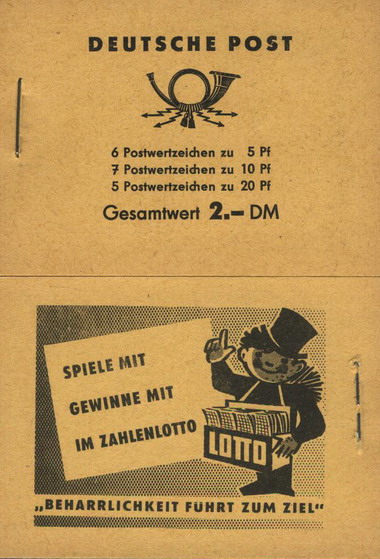 DEUTSCHE POST
6 Postwertzeichen zu 5 Pf
7 Postwertzeichen zu 10 Pf
5 Postwertzeichen zu 20 Pf
Gesamtwert 2.– DM
SPIELE MIT
GEWINNE MIT
IM ZAHLENLOTTO
LOTTO
„BEHARRLICHKEIT FÜHRT ZUM ZIEL“